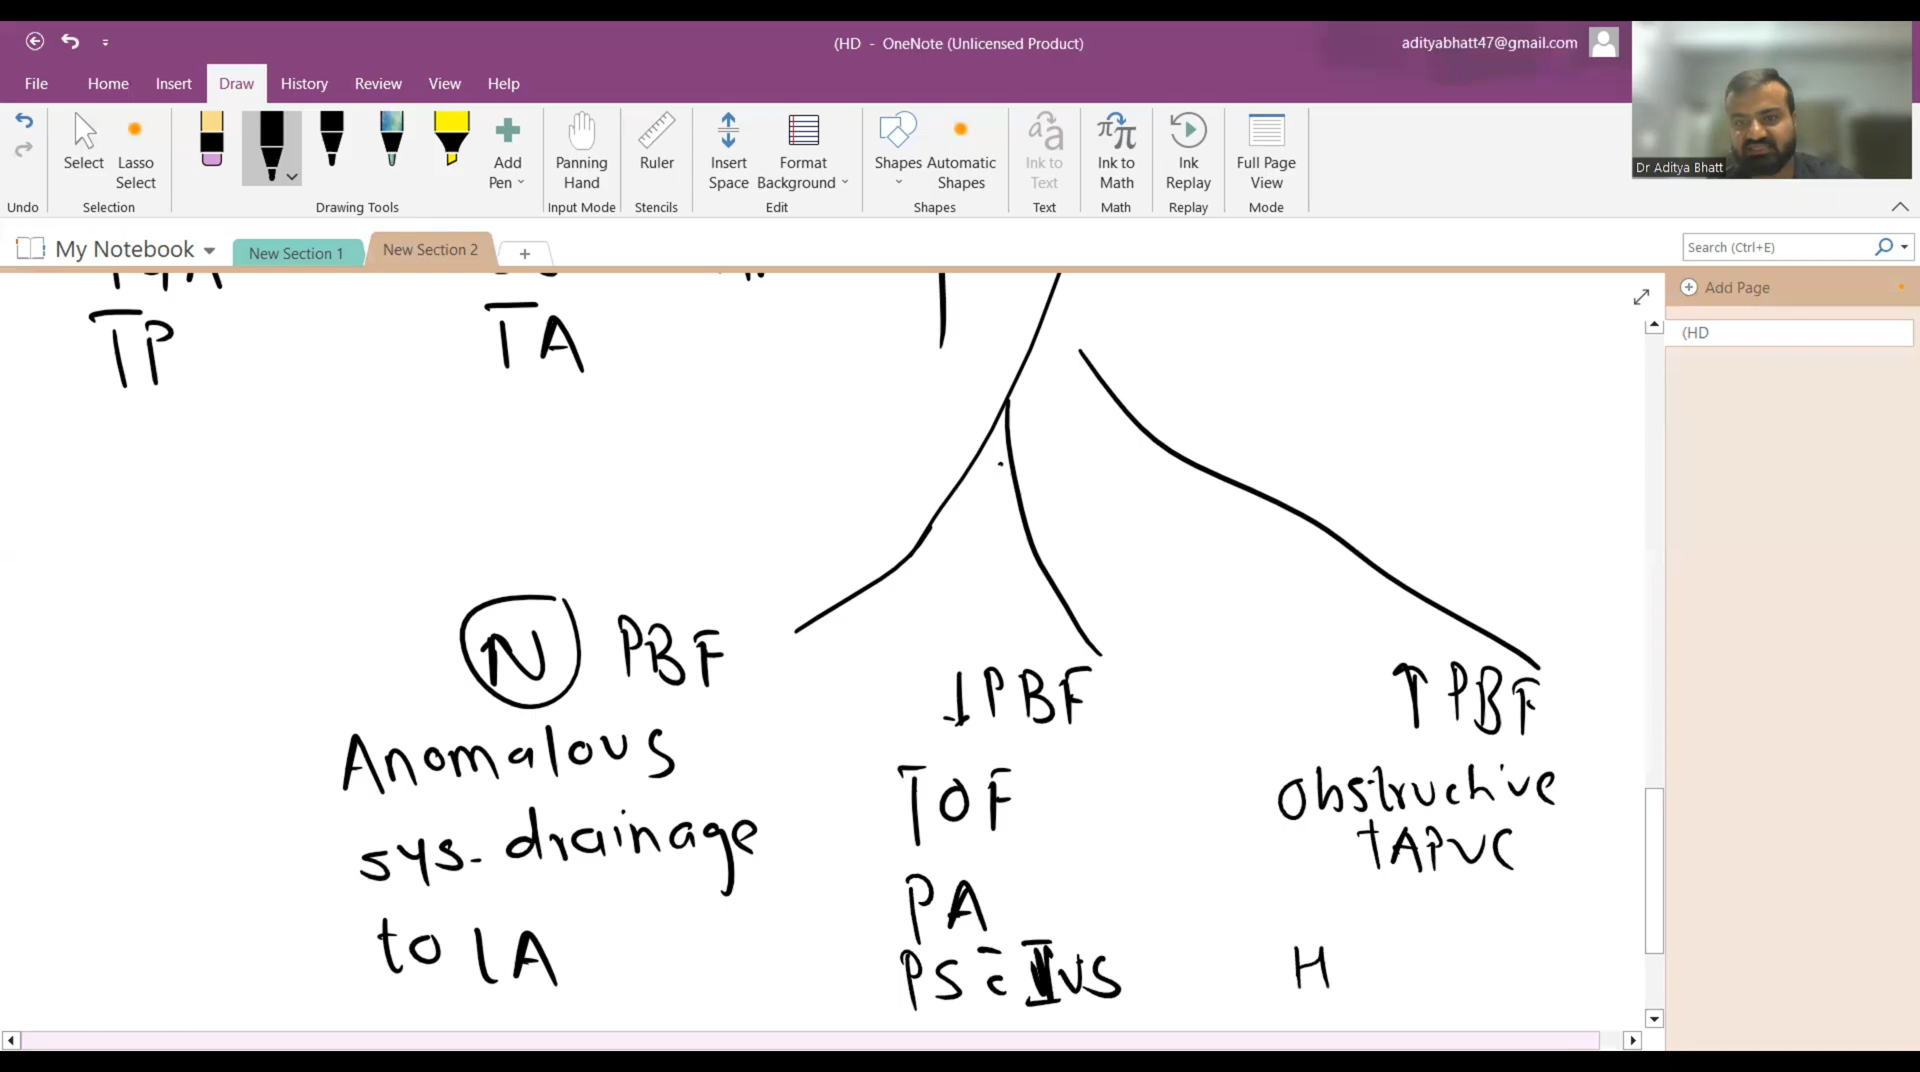 (HD - OneNote (Unlicensed Product)
adityabhatt47@gmail.com
File Home Insert Draw History Review View Help
Undo
Select
Lasso Select
Selection
Drawing Tools
Add Pen
Panning Hand
Input Mode
Ruler
Stencils
Insert Space
Format Background
Edit
Shapes
Automatic Shapes
Shapes
Ink to Text
Text
Ink to Math
Math
Ink Replay
Replay
Full Page View
Mode
Dr Aditya Bhatt
My Notebook
New Section 1
New Section 2
Search (Ctrl+E)
Add Page
(HD
TP
TA
N PBF
↓PBF
↑PBF
Anomalous
sys. drainage
to LA
TOF
PA
PS c̄ IVS
Obstructive
TAPVC
H